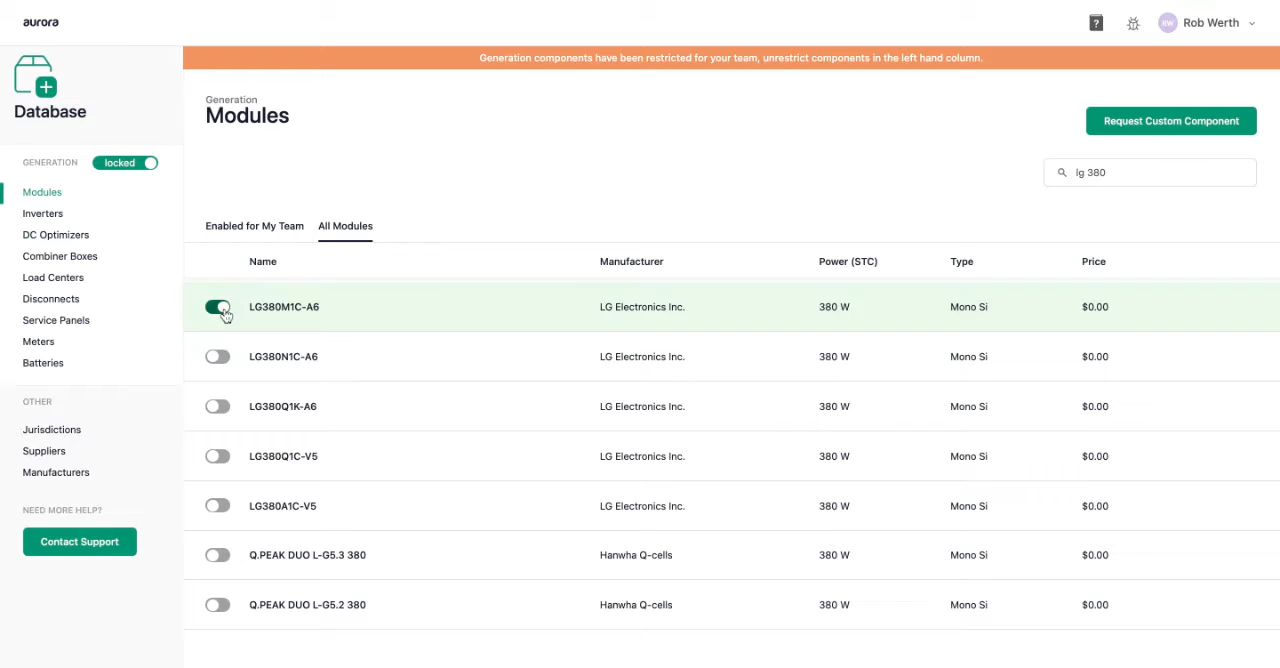 aurora
?
RW Rob Werth
Generation components have been restricted for your team, unrestrict components in the left hand column.
Database
Generation
Modules
Request Custom Component
GENERATION locked
lg 380
Modules
Inverters
DC Optimizers
Combiner Boxes
Load Centers
Disconnects
Service Panels
Meters
Batteries
OTHER
Jurisdictions
Suppliers
Manufacturers
NEED MORE HELP?
Contact Support
Enabled for My Team All Modules
Name Manufacturer Power (STC) Type Price
LG380M1C-A6 LG Electronics Inc. 380 W Mono Si $0.00
LG380N1C-A6 LG Electronics Inc. 380 W Mono Si $0.00
LG380Q1K-A6 LG Electronics Inc. 380 W Mono Si $0.00
LG380Q1C-V5 LG Electronics Inc. 380 W Mono Si $0.00
LG380A1C-V5 LG Electronics Inc. 380 W Mono Si $0.00
Q.PEAK DUO L-G5.3 380 Hanwha Q-cells 380 W Mono Si $0.00
Q.PEAK DUO L-G5.2 380 Hanwha Q-cells 380 W Mono Si $0.00